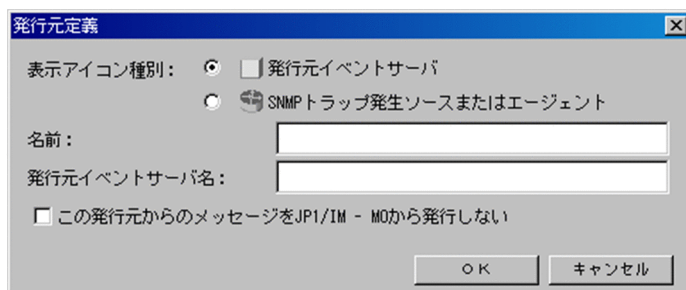 発行元定義
表示アイコン種別：
発行元イベントサーバ
SNMPトラップ発生ソースまたはエージェント
名前：
発行元イベントサーバ名：
この発行元からのメッセージをJP1/IM - MOから発行しない
OK キャンセル